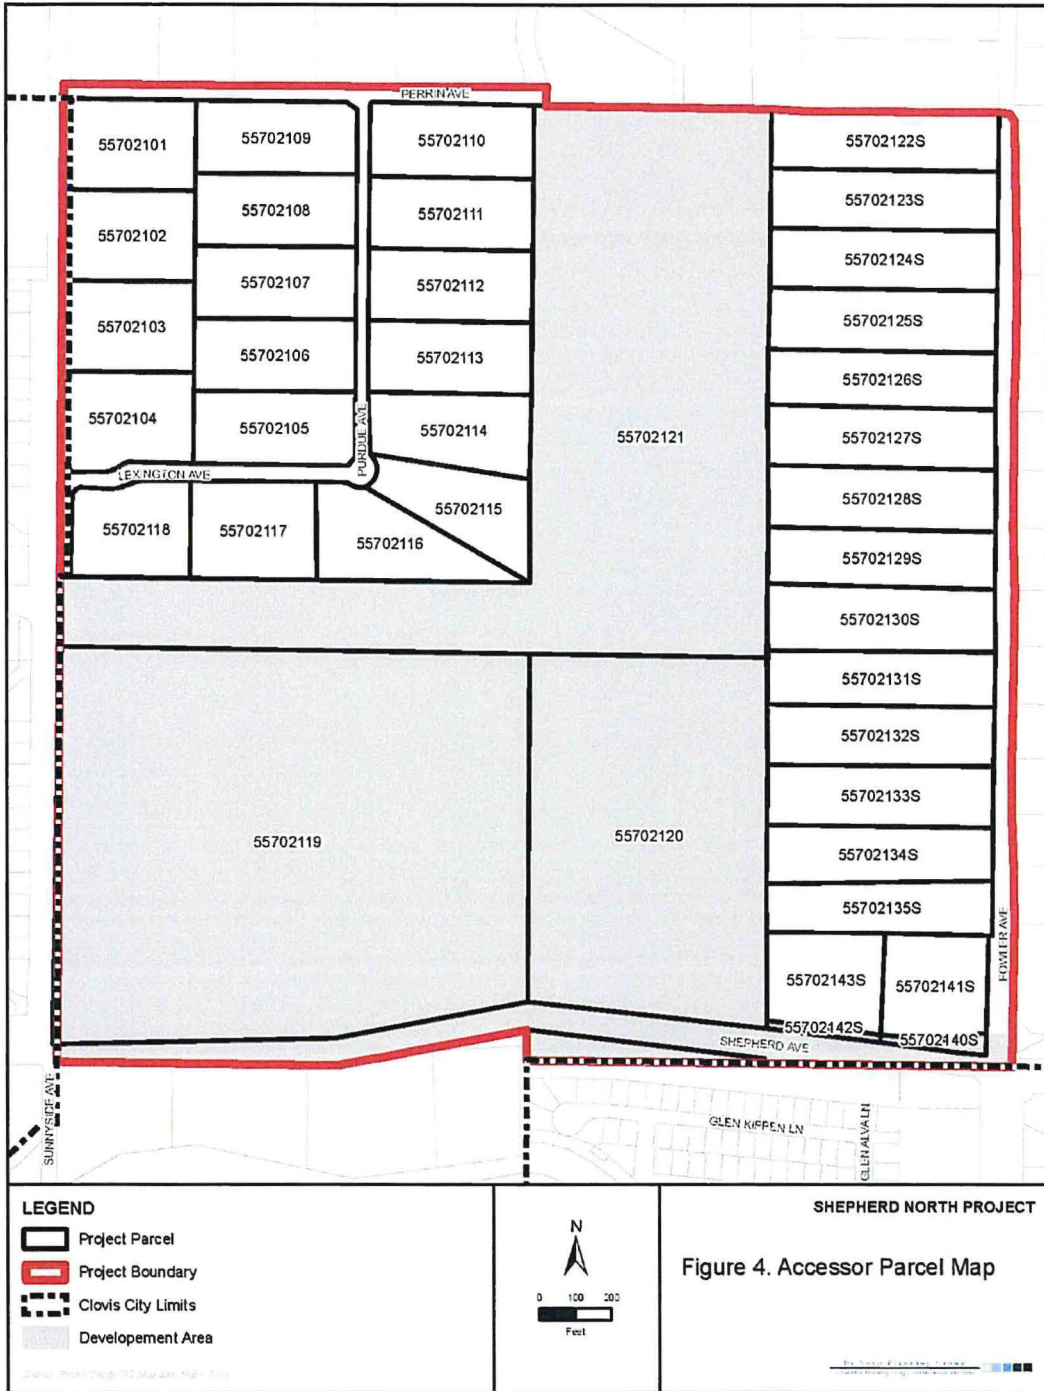 PERRIN AVE
55702101
55702109
55702110
55702122S
55702102
55702108
55702111
55702123S
55702103
55702107
55702112
55702124S
55702104
55702106
55702113
55702125S
55702105
55702114
55702126S
LEXINGTON AVE
PURDUE AVE
55702121
55702127S
55702118
55702117
55702116
55702115
55702128S
55702129S
55702130S
55702131S
55702132S
55702133S
55702119
55702120
55702134S
55702135S
55702143S
55702141S
55702142S
55702140S
SHEPHERD AVE
FOWLER AVE
SUNNYSIDE AVE
GLEN KIPPEN LN
GLEN ALVA LN
LEGEND
Project Parcel
Project Boundary
Clovis City Limits
Developement Area
N
0 100 200
Feet
SHEPHERD NORTH PROJECT
Figure 4. Accessor Parcel Map